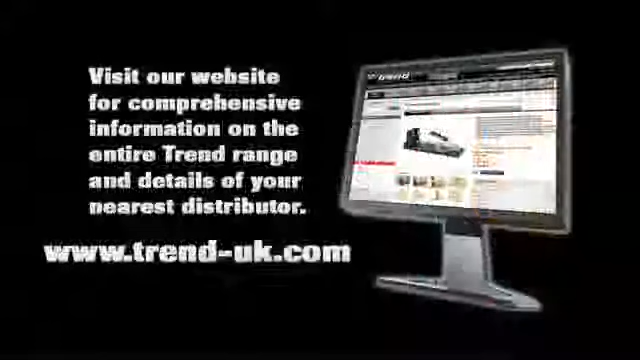 Visit our website
for comprehensive
information on the
entire Trend range
and details of your
nearest distributor.
www.trend-uk.com
trend